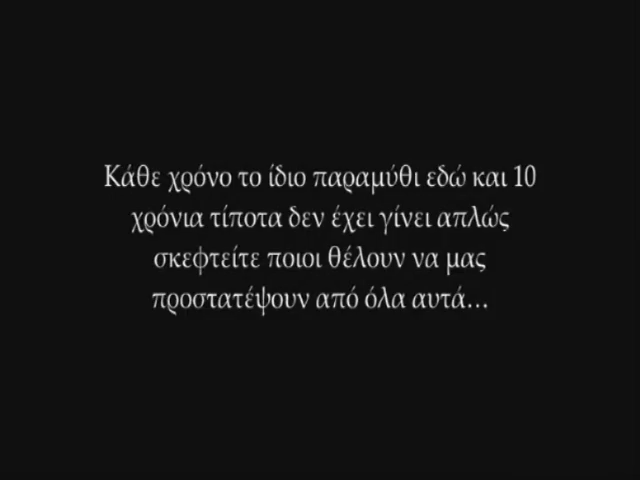 Κάθε χρόνο το ίδιο παραμύθι εδώ και 10
χρόνια τίποτα δεν έχει γίνει απλώς
σκεφτείτε ποιοι θέλουν να μας
προστατέψουν από όλα αυτά...